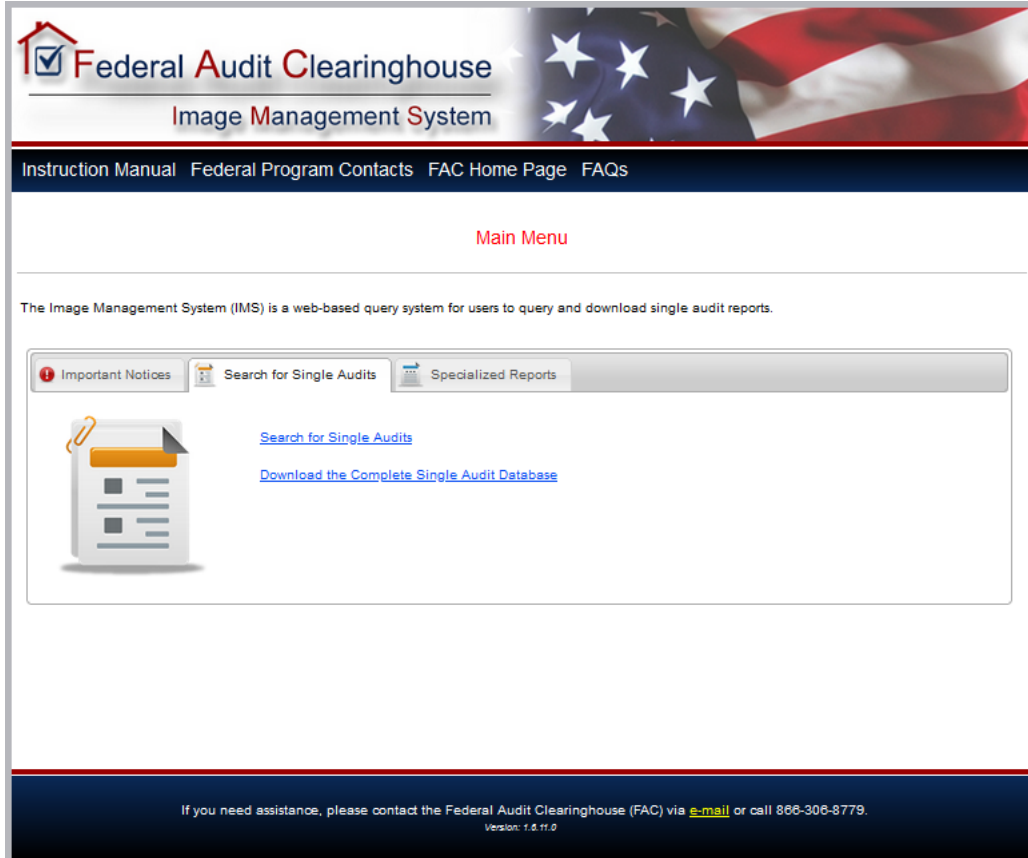 Federal Audit Clearinghouse
Image Management System
Instruction Manual Federal Program Contacts FAC Home Page FAQs
Main Menu
The Image Management System (IMS) is a web-based query system for users to query and download single audit reports.
Important Notices Search for Single Audits Specialized Reports
Search for Single Audits
Download the Complete Single Audit Database
If you need assistance, please contact the Federal Audit Clearinghouse (FAC) via e-mail or call 866-306-8779.
Version: 1.6.11.0